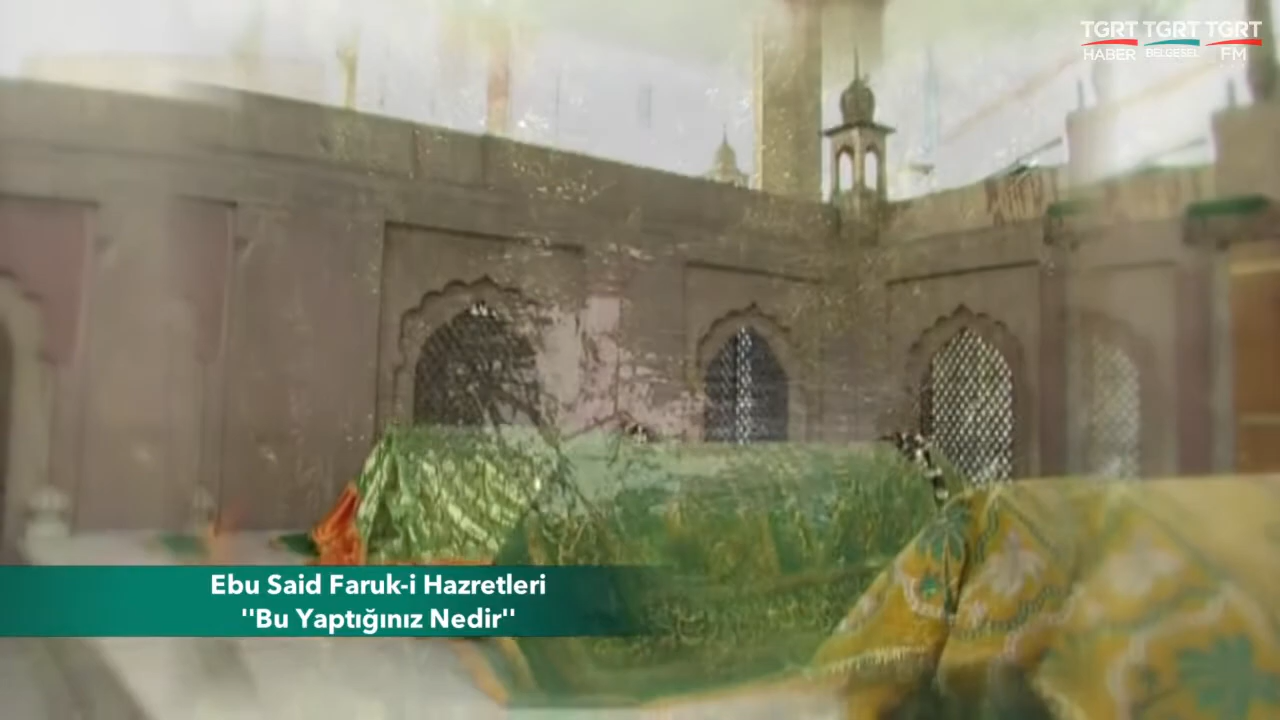 TGRT TGRT TGRT
HABER BELGESEL FM
Ebu Said Faruk-i Hazretleri
''Bu Yaptığınız Nedir''